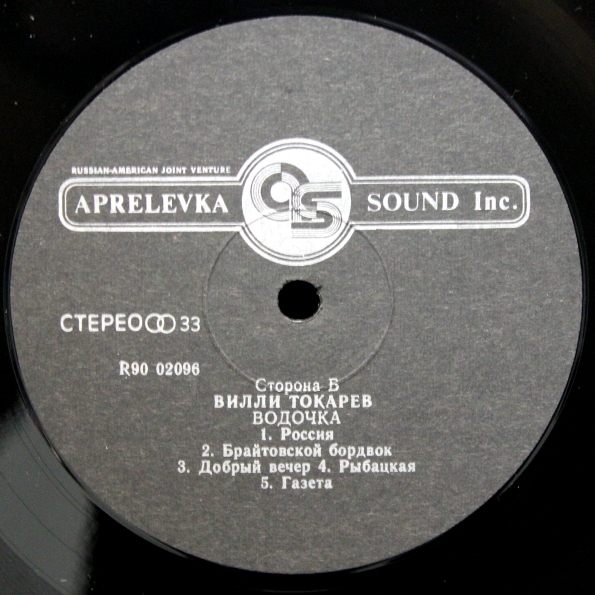 RUSSIAN-AMERICAN JOINT VENTURE
APRELEVKA SOUND Inc.
СТЕРЕО 33
R90 02096
Сторона Б
ВИЛЛИ ТОКАРЕВ
ВОДОЧКА
1. Россия
2. Брайтовской бордвок
3. Добрый вечер 4. Рыбацкая
5. Газета